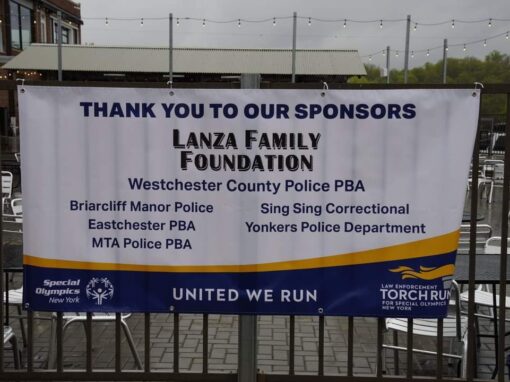 THANK YOU TO OUR SPONSORS
LANZA FAMILY
FOUNDATION
Westchester County Police PBA
Briarcliff Manor Police
Sing Sing Correctional
Eastchester PBA
Yonkers Police Department
MTA Police PBA
Special
Olympics
New York
UNITED WE RUN
LAW ENFORCEMENT
TORCH RUN
FOR SPECIAL OLYMPICS
NEW YORK